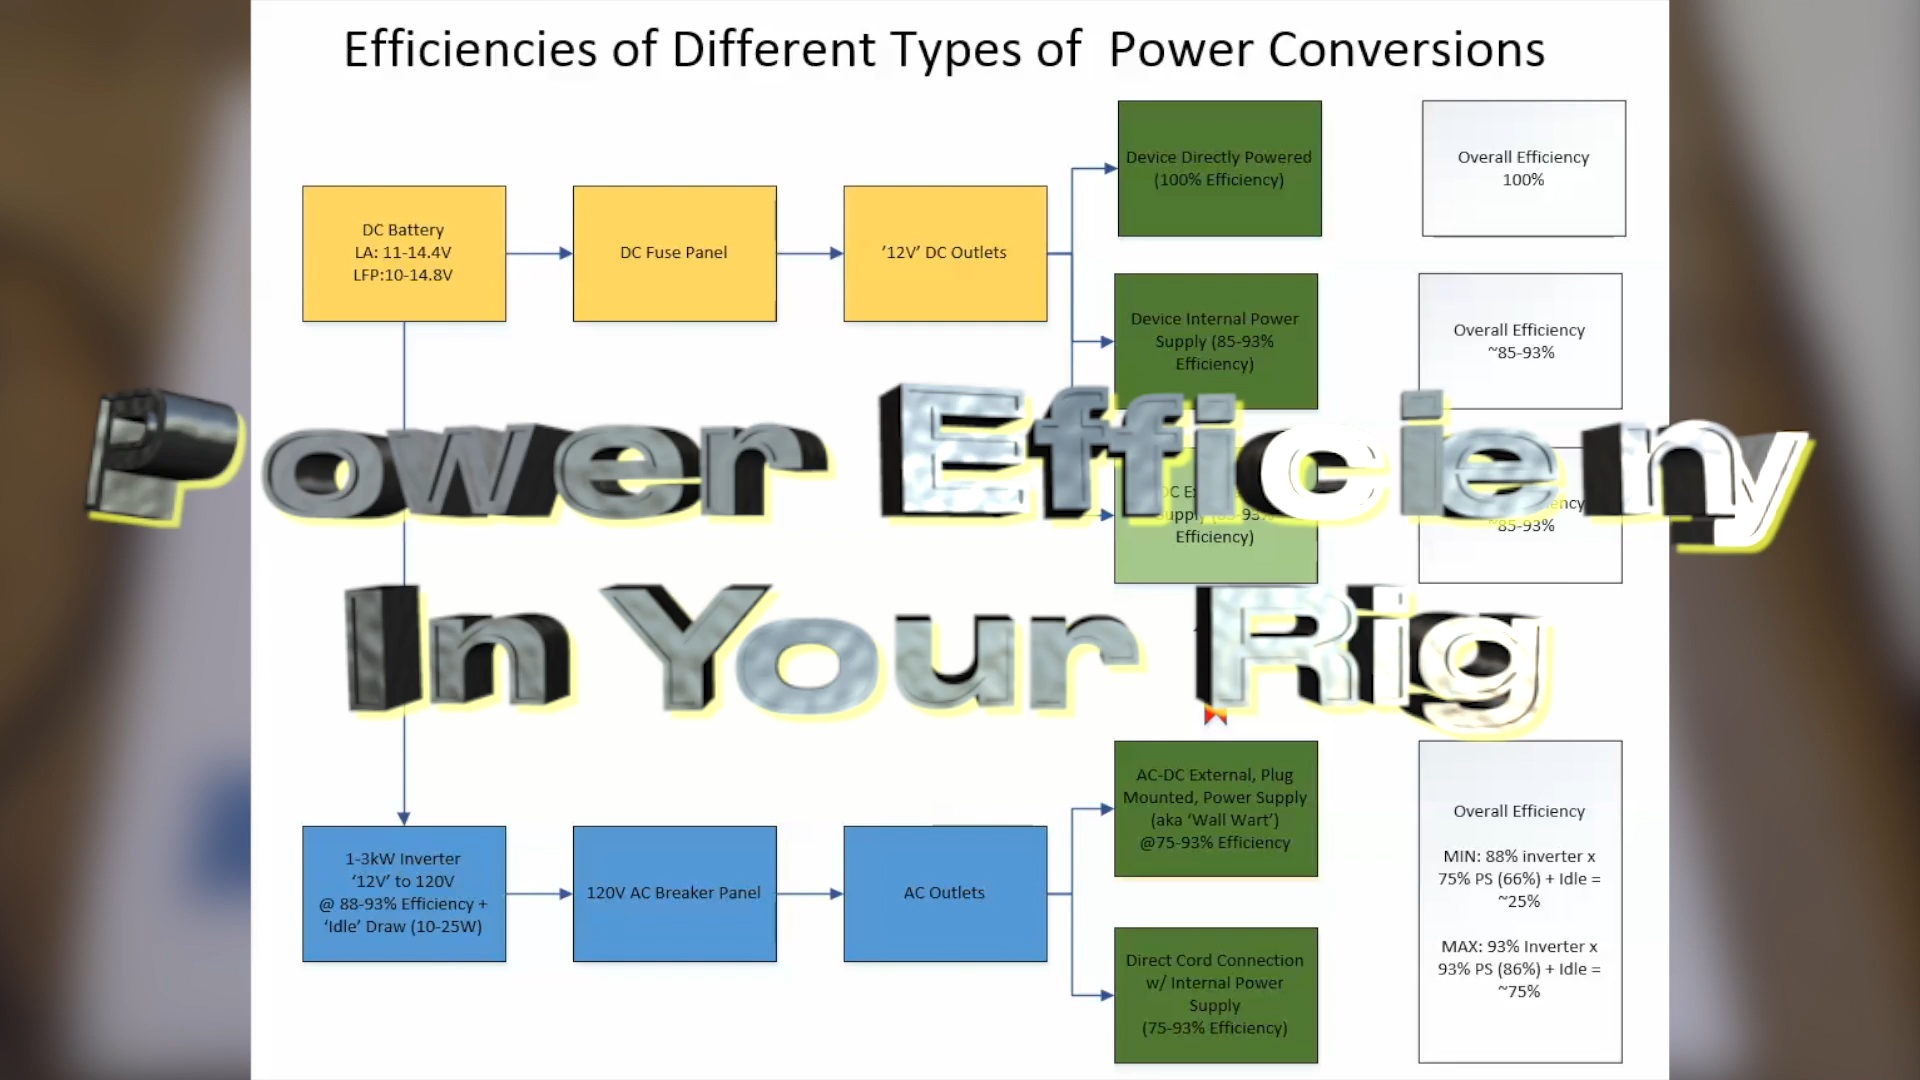 Efficiencies of Different Types of Power Conversions
Device Directly Powered
(100% Efficiency)
Overall Efficiency
100%
DC Battery
LA: 11-14.4V
LFP:10-14.8V
DC Fuse Panel
'12V' DC Outlets
Device Internal Power
Supply (85-93%
Efficiency)
Overall Efficiency
~85-93%
Power Efficieny
In Your Rig
DC
Supply (85-93%
Efficiency)
~85-93%
1-3kW Inverter
'12V' to 120V
@ 88-93% Efficiency +
'Idle' Draw (10-25W)
120V AC Breaker Panel
AC Outlets
AC-DC External, Plug
Mounted, Power Supply
(aka 'Wall Wart')
@75-93% Efficiency
Direct Cord Connection
w/ Internal Power
Supply
(75-93% Efficiency)
Overall Efficiency
MIN: 88% inverter x
75% PS (66%) + Idle =
~25%
MAX: 93% Inverter x
93% PS (86%) + Idle =
~75%